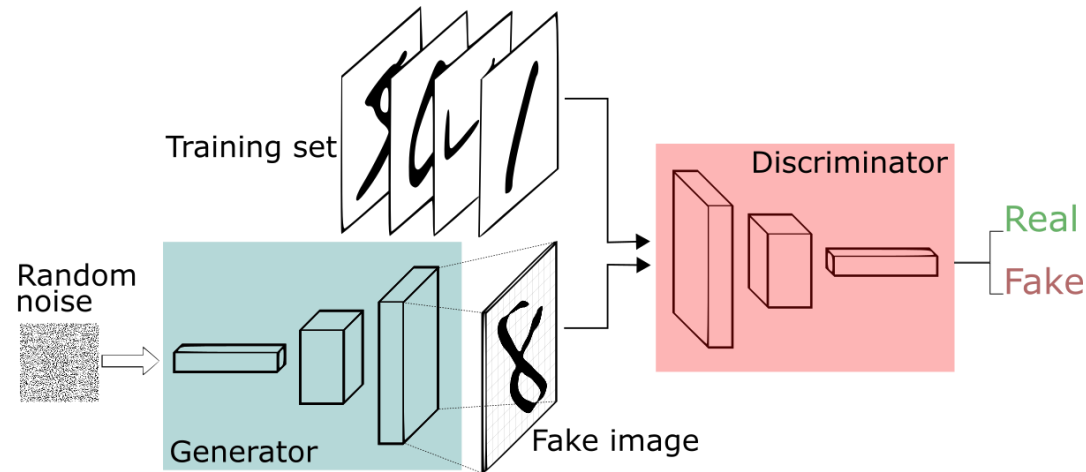 Training set
Discriminator
Real
Fake
Random
noise
Generator
Fake image